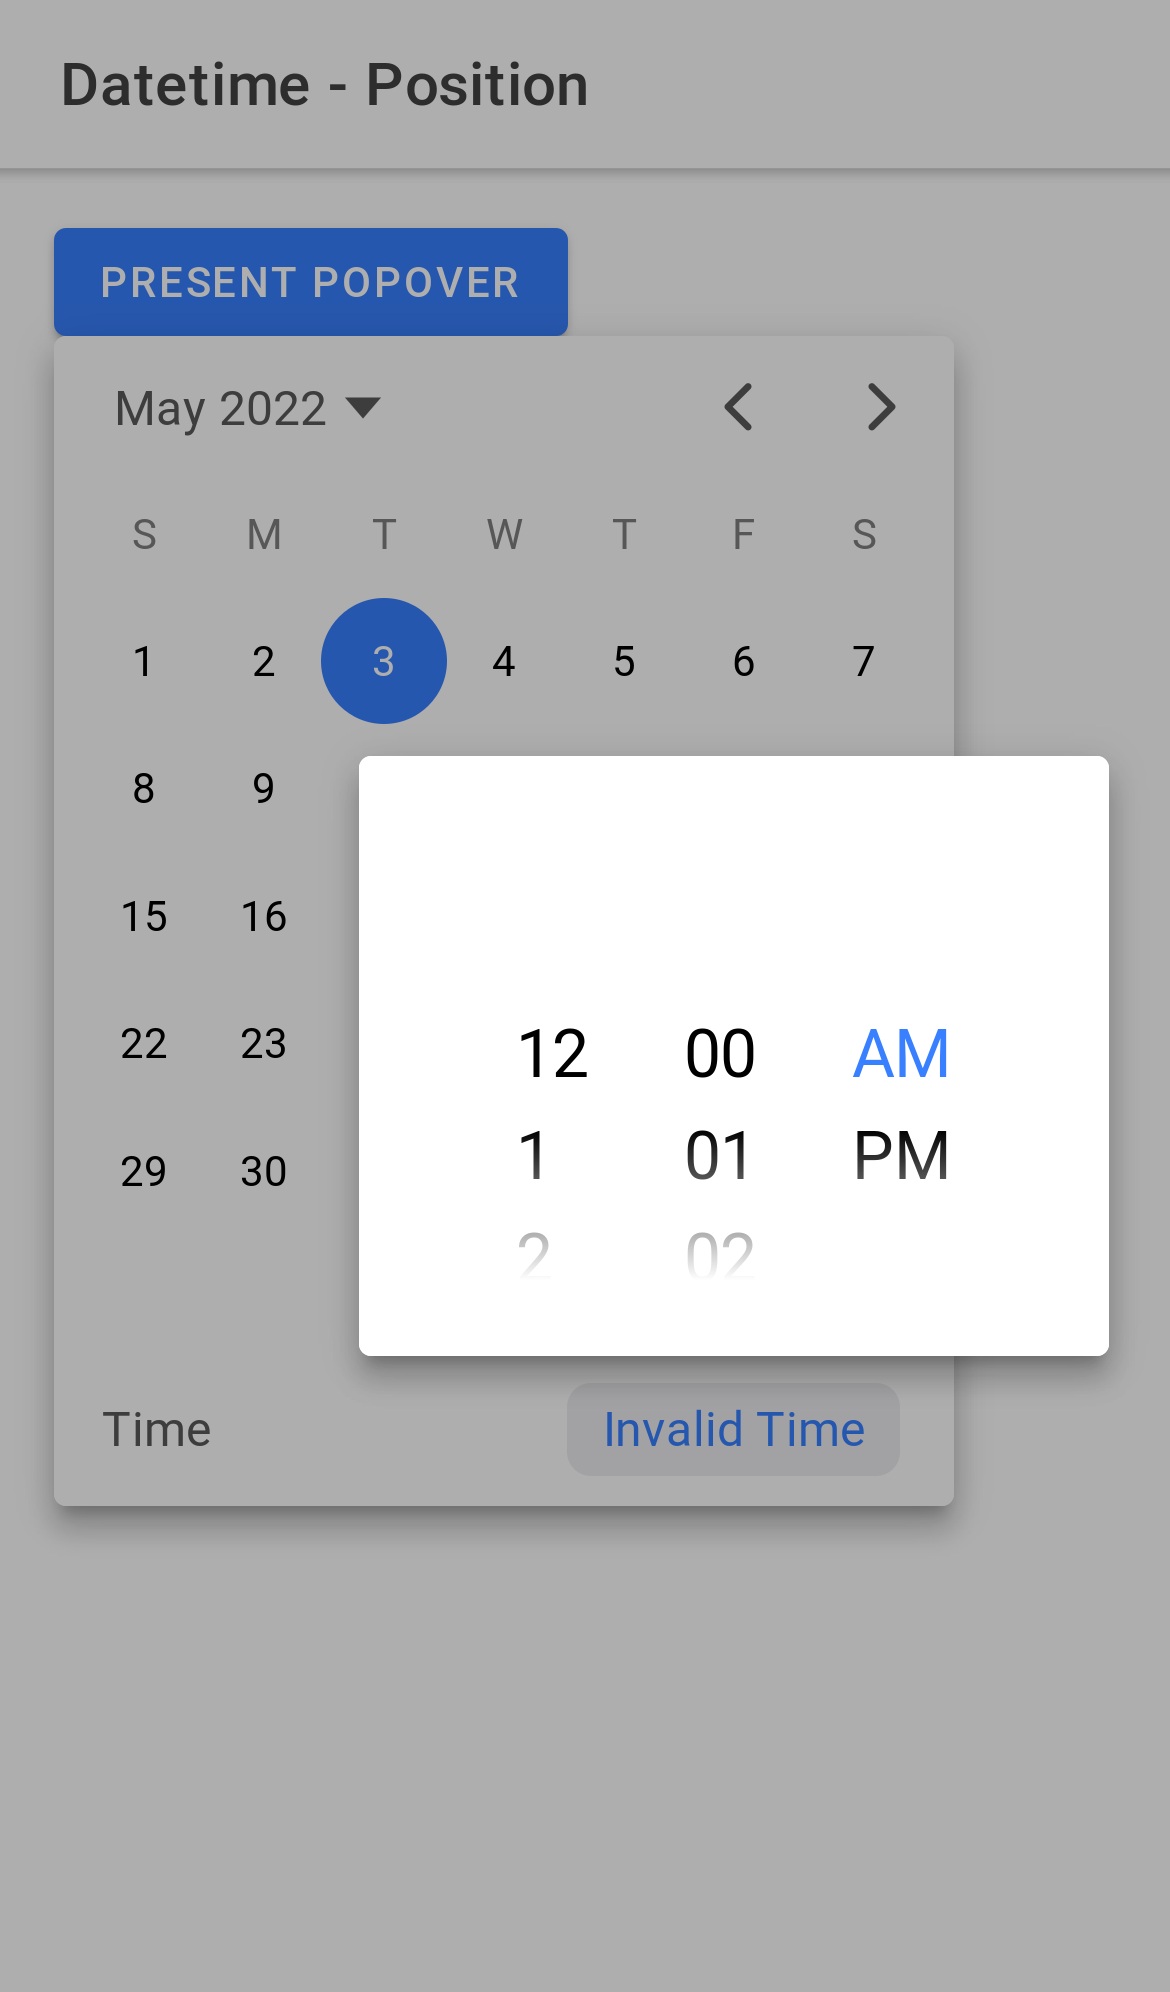 Datetime - Position
PRESENT POPOVER
May 2022
S M T W T F S
1 2 3 4 5 6 7
8 9
15 16
22 23
29 30
12 00 AM
1 01 PM
2 02
Time Invalid Time